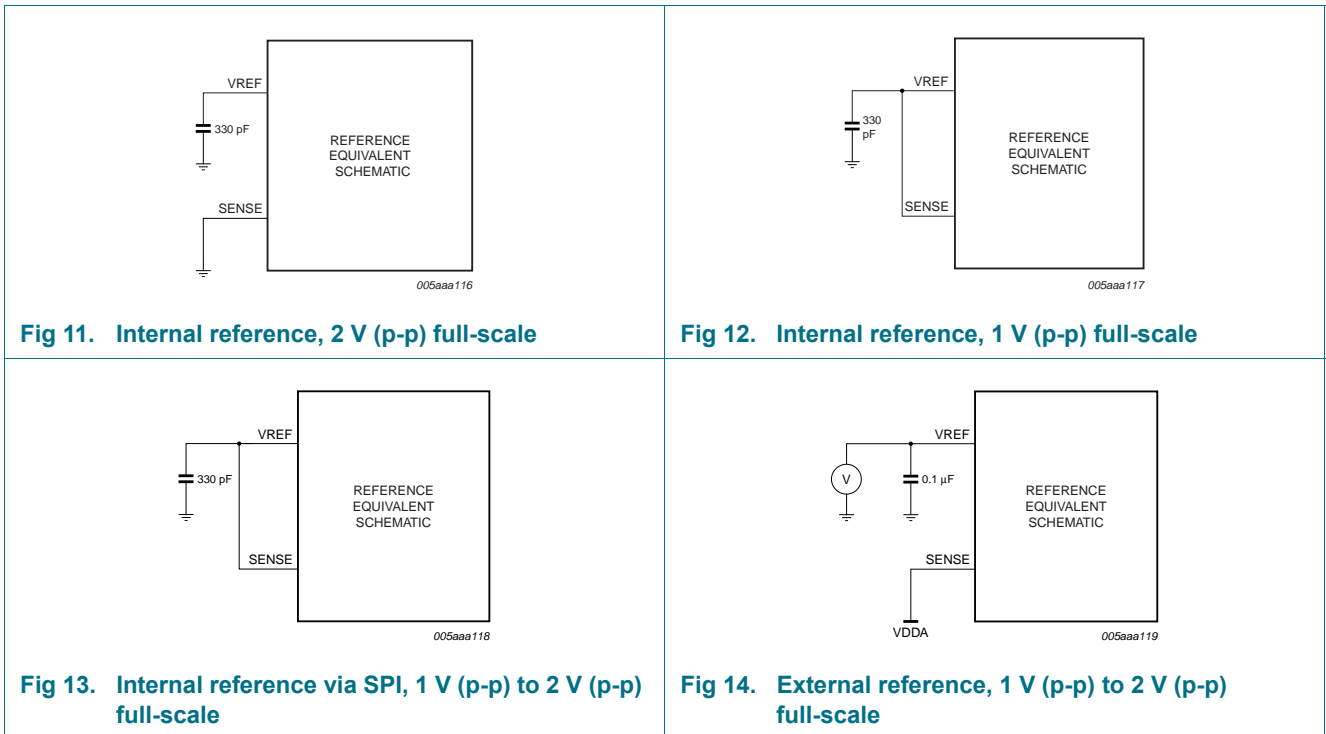 VREF
330 pF
REFERENCE
EQUIVALENT
SCHEMATIC
SENSE
005aaa116
Fig 11. Internal reference, 2 V (p-p) full-scale
VREF
330
pF
REFERENCE
EQUIVALENT
SCHEMATIC
SENSE
005aaa117
Fig 12. Internal reference, 1 V (p-p) full-scale
VREF
330 pF
REFERENCE
EQUIVALENT
SCHEMATIC
SENSE
005aaa118
Fig 13. Internal reference via SPI, 1 V (p-p) to 2 V (p-p)
full-scale
VREF
V
0.1 μF
REFERENCE
EQUIVALENT
SCHEMATIC
SENSE
VDDA
005aaa119
Fig 14. External reference, 1 V (p-p) to 2 V (p-p)
full-scale